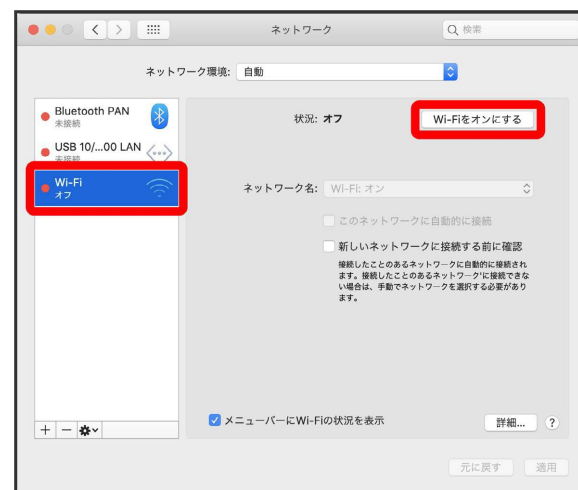 ネットワーク
検索
ネットワーク環境: 自動
Bluetooth PAN
未接続
USB 10/...00 LAN
未接続
Wi-Fi
オフ
状況: オフ
Wi-Fiをオンにする
ネットワーク名: Wi-Fi: オン
このネットワークに自動的に接続
新しいネットワークに接続する前に確認
接続したことのあるネットワークに自動的に接続され
ます。接続したことのあるネットワークに接続できな
い場合は、手動でネットワークを選択する必要があり
ます。
メニューバーにWi-Fiの状況を表示
詳細...
?
元に戻す
適用